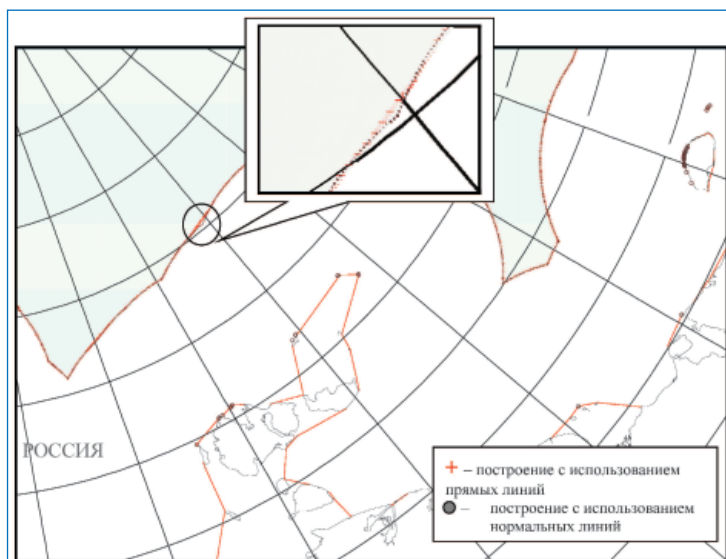 РОССИЯ
+ – построение с использованием
прямых линий
– построение с использованием
нормальных линий